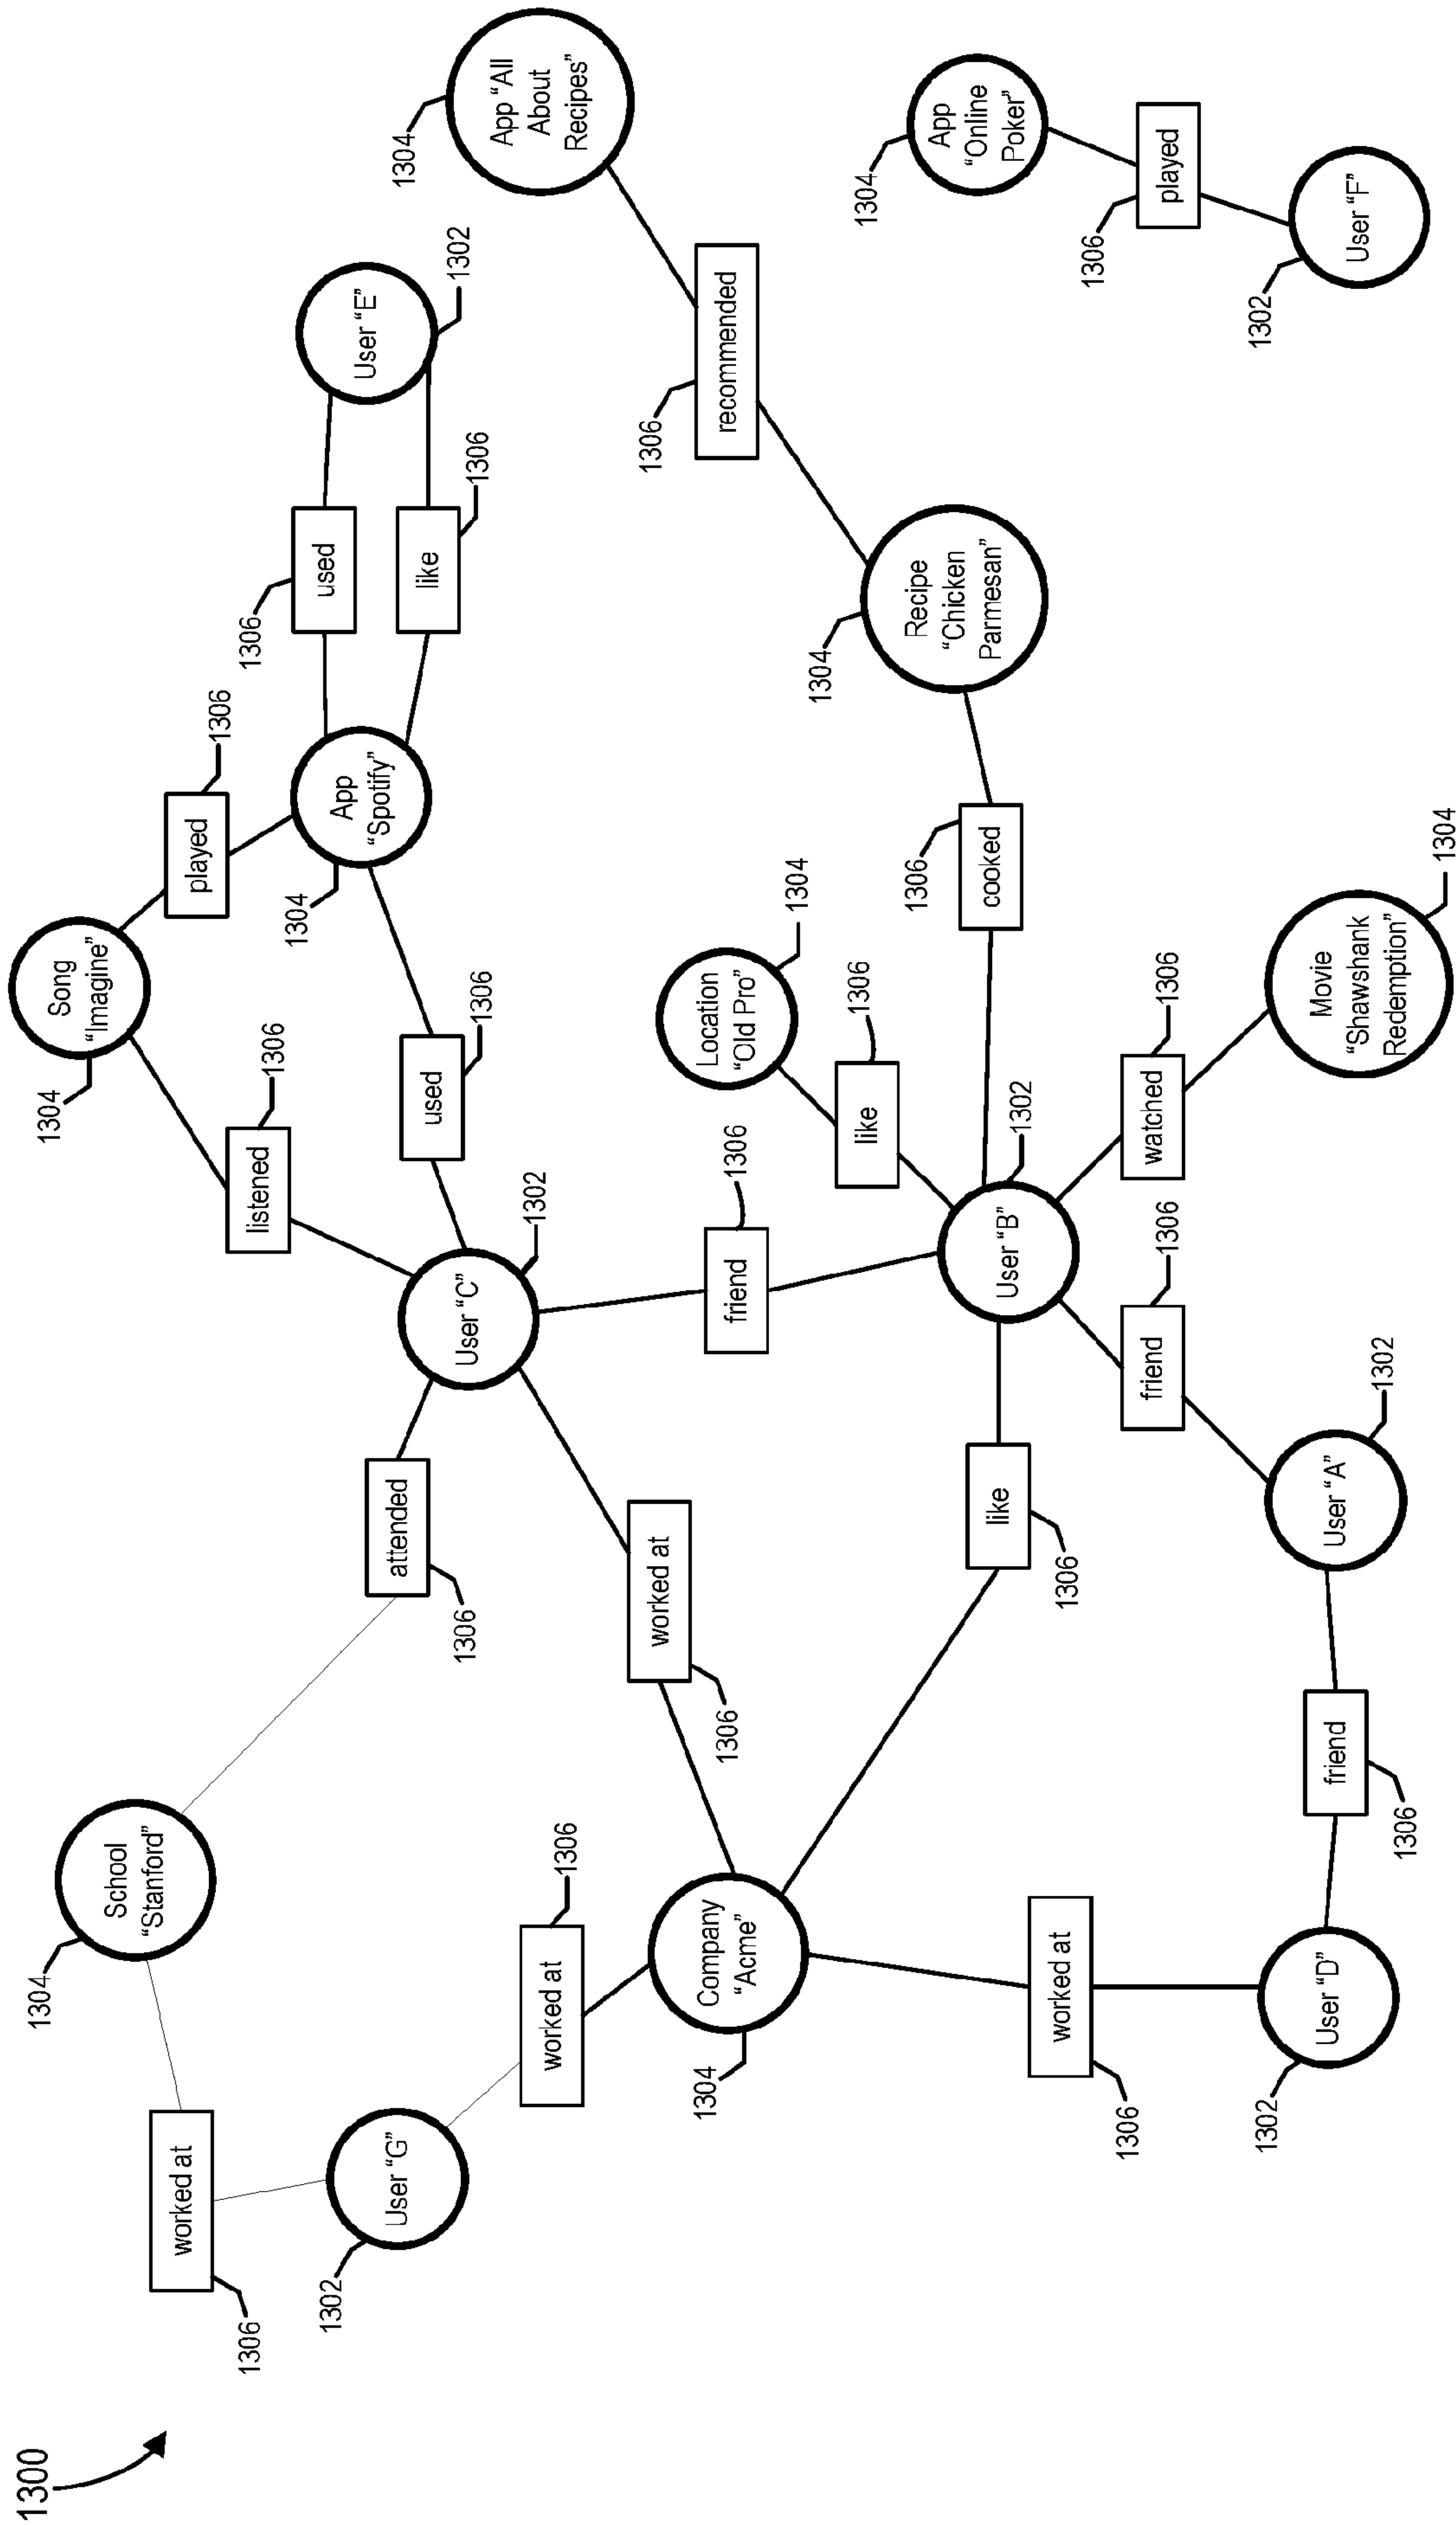 1300
1306
worked at
1304
School
“Stanford”
1302
User “G”
worked at
1306
attended
1306
1304
Song
“Imagine”
listened
1306
played
1306
1304
Company
“Acme”
worked at
1306
User “C”
1302
used
1306
1304
App
“Spotify”
1306
used
like
1306
User “E”
1302
friend
1306
Location
“Old Pro”
1304
like
1306
1306
recommended
1304
App “All
About
Recipes”
worked at
1306
like
1306
User “B”
1302
1306
cooked
1304
Recipe
“Chicken
Parmesan”
1304
App
“Online
Poker”
1302
User “D”
friend
1306
User “A”
1302
friend
1306
watched
1306
Movie
“Shawshank
Redemption”
1304
1306
played
1302
User “F”